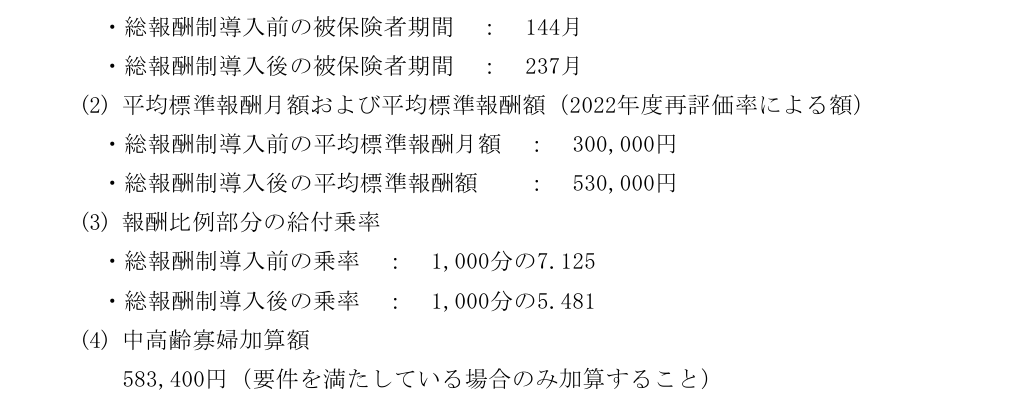 ・総報酬制導入前の被保険者期間　：　144月
・総報酬制導入後の被保険者期間　：　237月
(2) 平均標準報酬月額および平均標準報酬額（2022年度再評価率による額）
・総報酬制導入前の平均標準報酬月額　：　300,000円
・総報酬制導入後の平均標準報酬額　　：　530,000円
(3) 報酬比例部分の給付乗率
・総報酬制導入前の乗率　：　1,000分の7.125
・総報酬制導入後の乗率　：　1,000分の5.481
(4) 中高齢寡婦加算額
583,400円（要件を満たしている場合のみ加算すること）